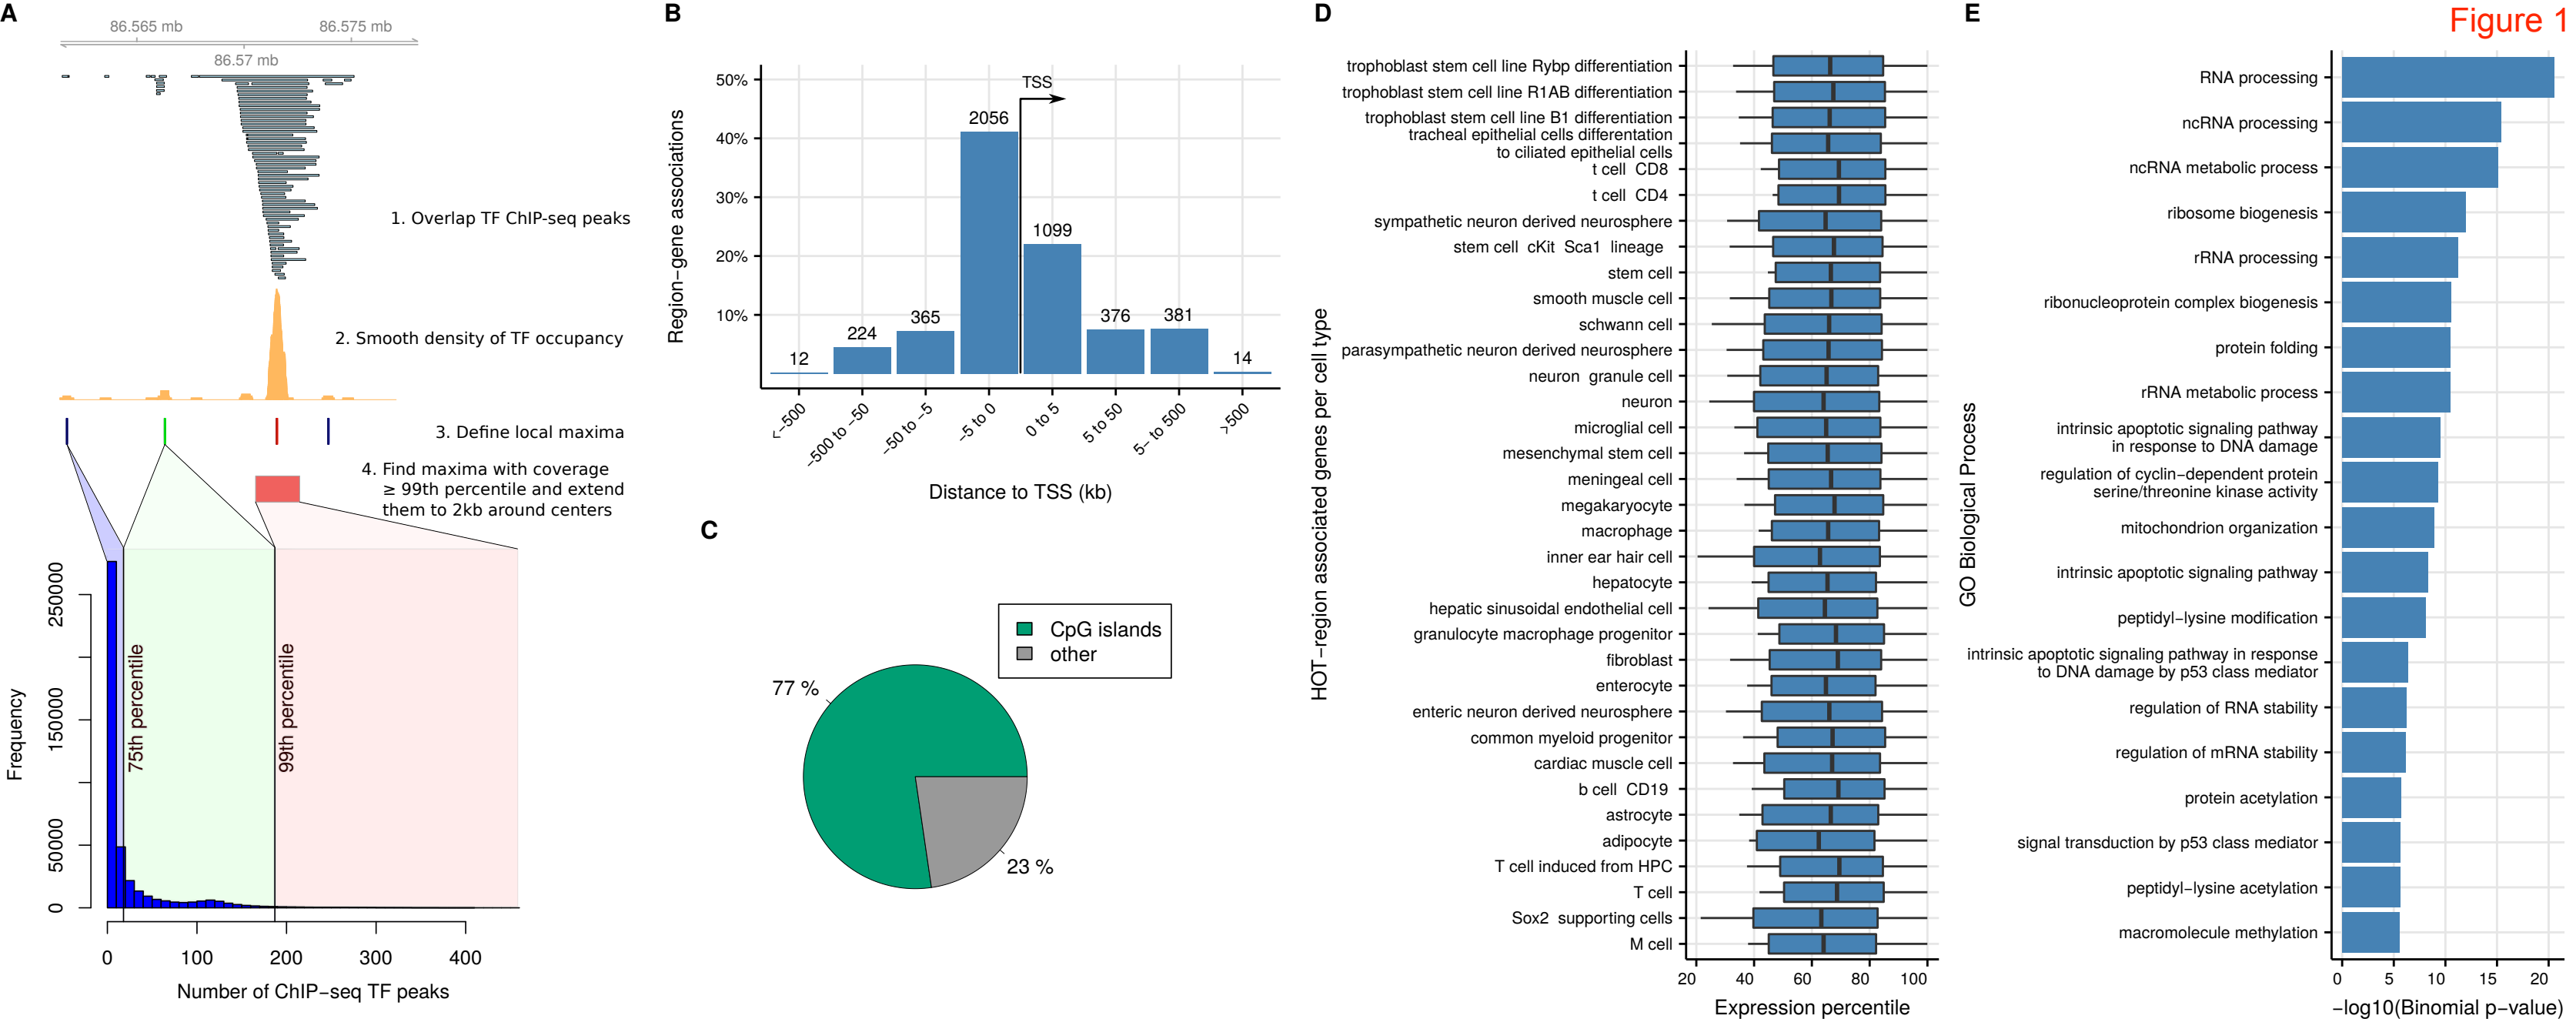 Figure 1
A
86.565 mb
86.575 mb
86.57 mb
1. Overlap TF ChIP-seq peaks
2. Smooth density of TF occupancy
3. Define local maxima
4. Find maxima with coverage
≥ 99th percentile and extend
them to 2kb around centers
75th percentile
99th percentile
Frequency
250000
150000
50000
0
0
100
200
300
400
Number of ChIP−seq TF peaks
B
Region−gene associations
50%
40%
30%
20%
10%
TSS
12
224
365
2056
1099
376
381
14
<−500
−500 to −50
−50 to −5
−5 to 0
0 to 5
5 to 50
5− to 500
>500
Distance to TSS (kb)
C
CpG islands
other
77 %
23 %
D
HOT−region associated genes per cell type
trophoblast stem cell line Rybp differentiation
trophoblast stem cell line R1AB differentiation
trophoblast stem cell line B1 differentiation
tracheal epithelial cells differentation
to ciliated epithelial cells
t cell CD8
t cell CD4
sympathetic neuron derived neurosphere
stem cell cKit Sca1 lineage
stem cell
smooth muscle cell
schwann cell
parasympathetic neuron derived neurosphere
neuron granule cell
neuron
microglial cell
mesenchymal stem cell
meningeal cell
megakaryocyte
macrophage
inner ear hair cell
hepatocyte
hepatic sinusoidal endothelial cell
granulocyte macrophage progenitor
fibroblast
enterocyte
enteric neuron derived neurosphere
common myeloid progenitor
cardiac muscle cell
b cell CD19
astrocyte
adipocyte
T cell induced from HPC
T cell
Sox2 supporting cells
M cell
20
40
60
80
100
Expression percentile
E
GO Biological Process
RNA processing
ncRNA processing
ncRNA metabolic process
ribosome biogenesis
rRNA processing
ribonucleoprotein complex biogenesis
protein folding
rRNA metabolic process
intrinsic apoptotic signaling pathway
in response to DNA damage
regulation of cyclin−dependent protein
serine/threonine kinase activity
mitochondrion organization
intrinsic apoptotic signaling pathway
peptidyl−lysine modification
intrinsic apoptotic signaling pathway in response
to DNA damage by p53 class mediator
regulation of RNA stability
regulation of mRNA stability
protein acetylation
signal transduction by p53 class mediator
peptidyl−lysine acetylation
macromolecule methylation
0
5
10
15
20
−log10(Binomial p−value)